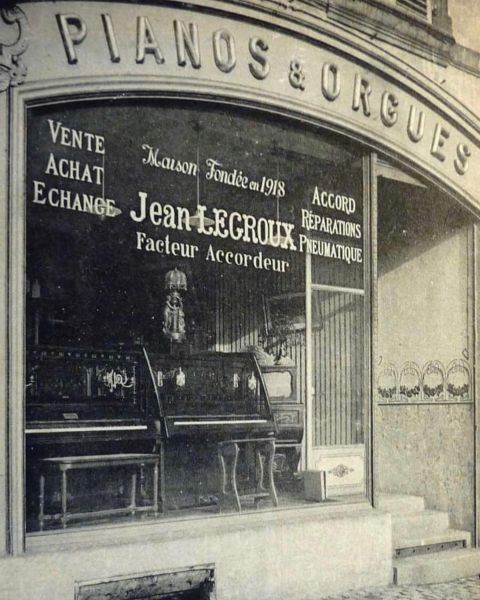 PIANOS & ORGUES
VENTE
ACHAT
ECHANGE
Maison Fondée en 1918
Jean LEGROUX
Facteur Accordeur
ACCORD
RÉPARATIONS
PNEUMATIQUE